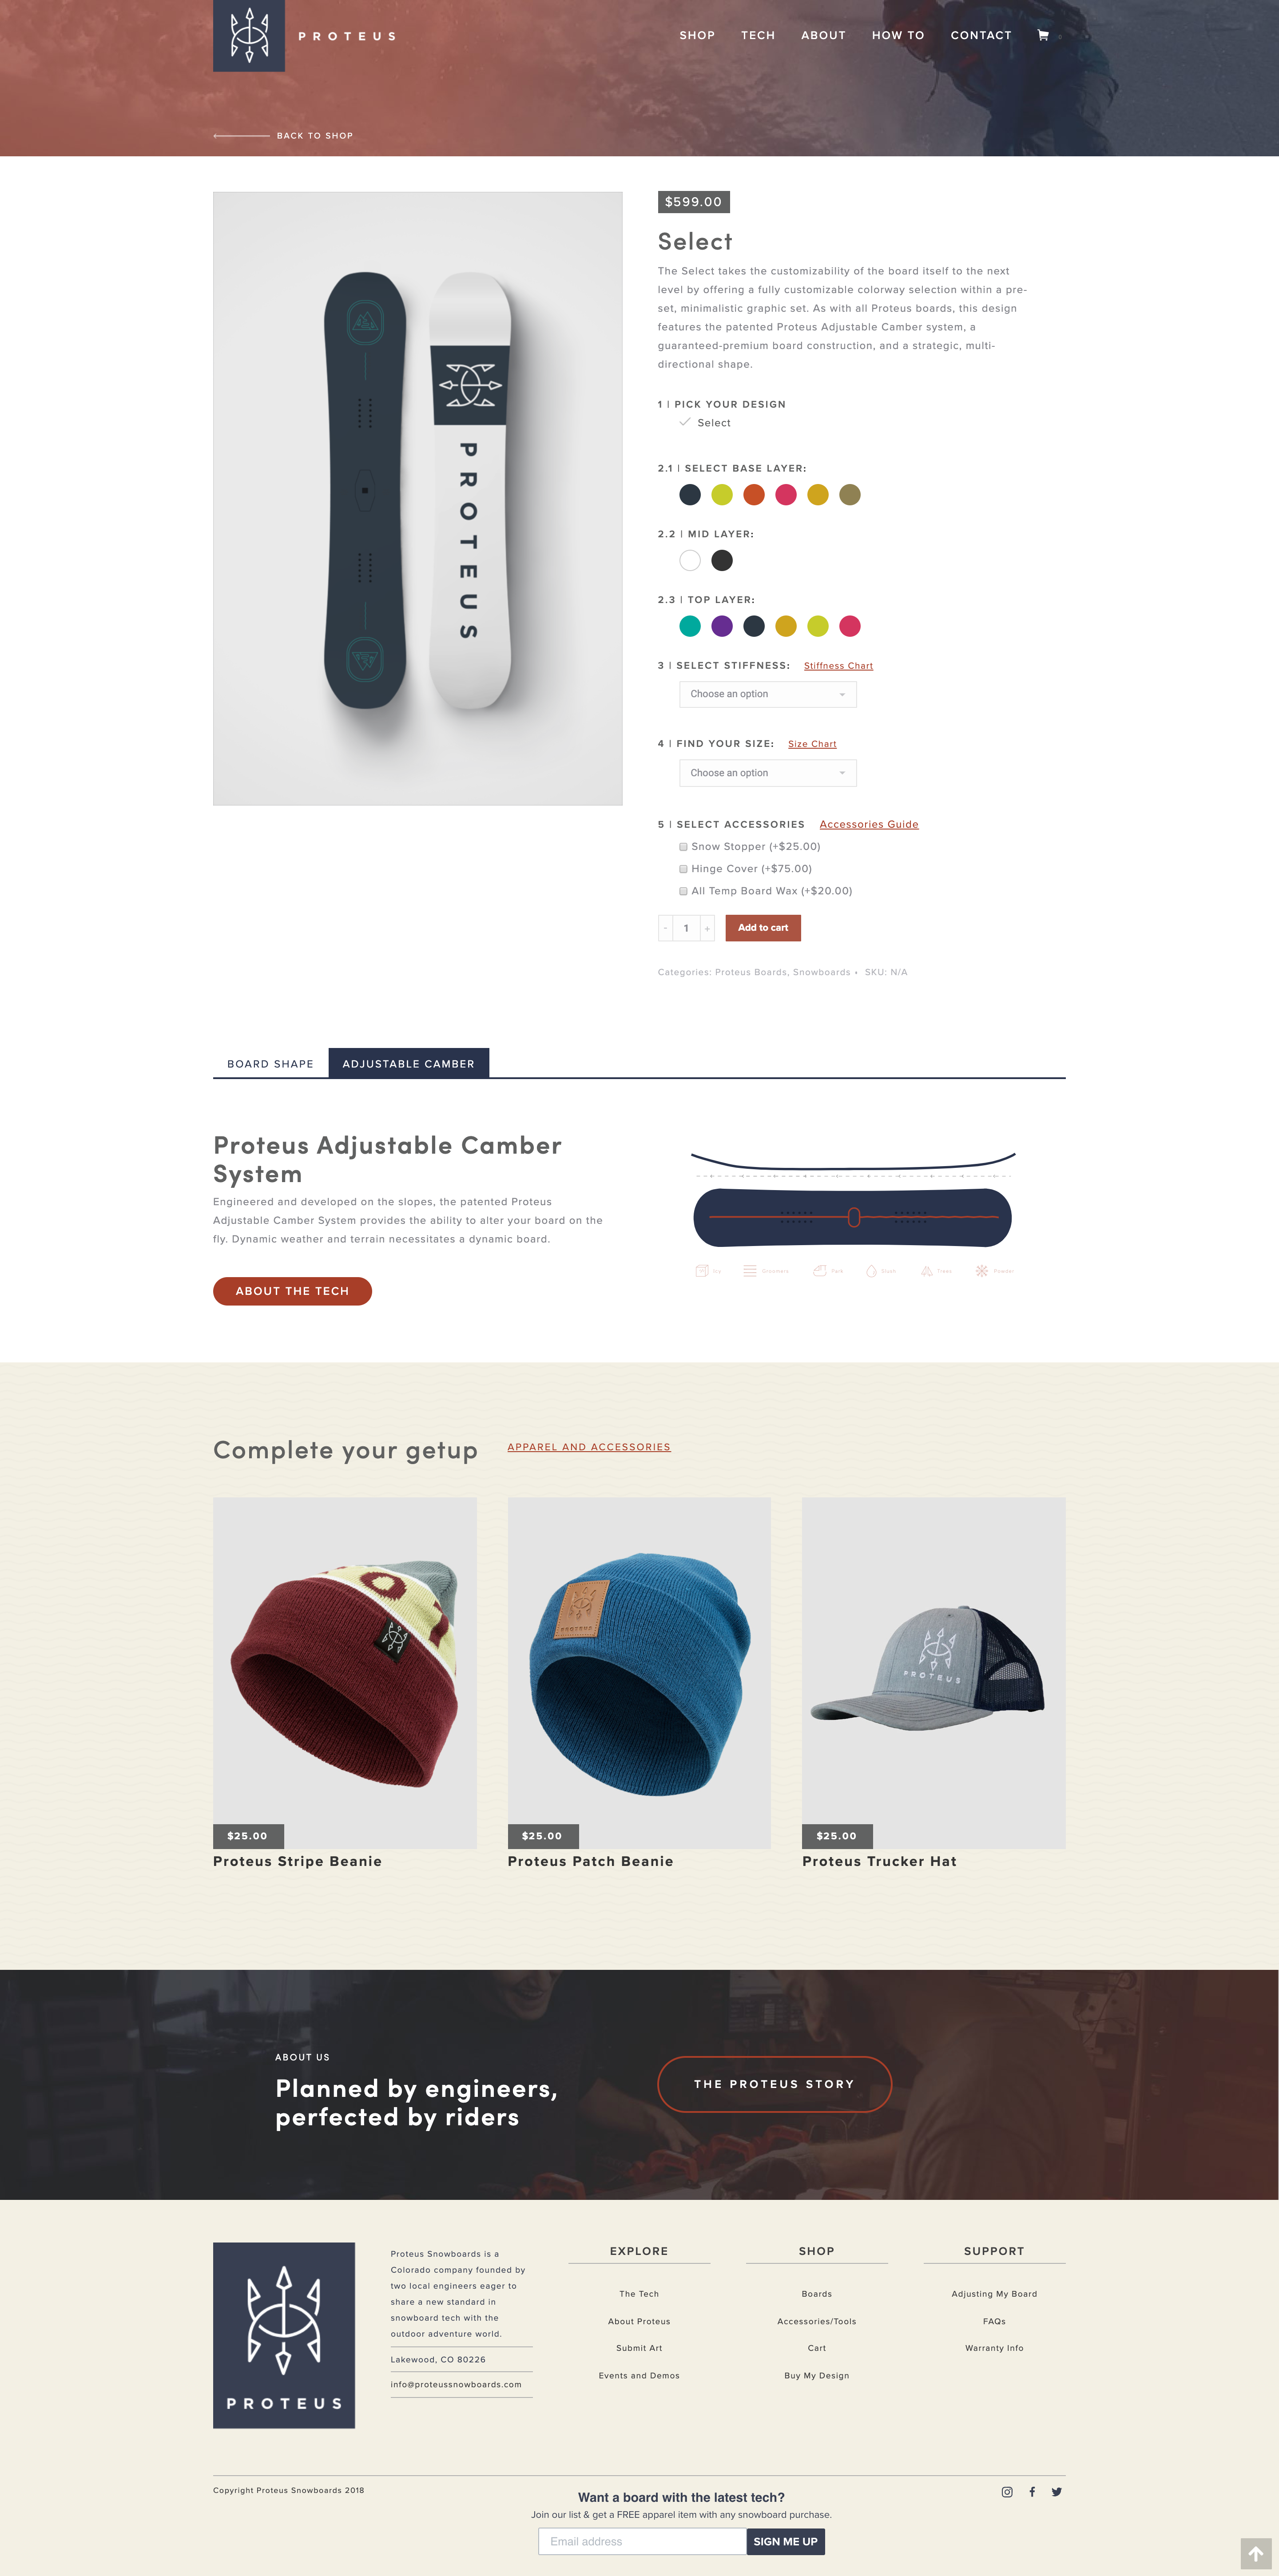 PROTEUS
SHOP TECH ABOUT HOW TO CONTACT
BACK TO SHOP
$599.00
Select
The Select takes the customizability of the board itself to the next
level by offering a fully customizable colorway selection within a pre-
set, minimalistic graphic set. As with all Proteus boards, this design
features the patented Proteus Adjustable Camber system, a
guaranteed-premium board construction, and a strategic, multi-
directional shape.
PROTEUS
1 | PICK YOUR DESIGN
Select
2.1 | SELECT BASE LAYER:
2.2 | MID LAYER:
2.3 | TOP LAYER:
3 | SELECT STIFFNESS: Stiffness Chart
Choose an option
4 | FIND YOUR SIZE: Size Chart
Choose an option
5 | SELECT ACCESSORIES Accessories Guide
Snow Stopper (+$25.00)
Hinge Cover (+$75.00)
All Temp Board Wax (+$20.00)
- 1 + Add to cart
Categories: Proteus Boards, Snowboards • SKU: N/A
BOARD SHAPE ADJUSTABLE CAMBER
Proteus Adjustable Camber
System
Engineered and developed on the slopes, the patented Proteus
Adjustable Camber System provides the ability to alter your board on the
fly. Dynamic weather and terrain necessitates a dynamic board.
ABOUT THE TECH
Icy Groomers Park Slush Trees Powder
Complete your getup APPAREL AND ACCESSORIES
PROTEUS
PROTEUS
$25.00 $25.00 $25.00
Proteus Stripe Beanie Proteus Patch Beanie Proteus Trucker Hat
ABOUT US
Planned by engineers,
perfected by riders
THE PROTEUS STORY
PROTEUS
Proteus Snowboards is a
Colorado company founded by
two local engineers eager to
share a new standard in
snowboard tech with the
outdoor adventure world.
Lakewood, CO 80226
info@proteussnowboards.com
EXPLORE
The Tech
About Proteus
Submit Art
Events and Demos
SHOP
Boards
Accessories/Tools
Cart
Buy My Design
SUPPORT
Adjusting My Board
FAQs
Warranty Info
Copyright Proteus Snowboards 2018
Want a board with the latest tech?
Join our list & get a FREE apparel item with any snowboard purchase.
Email address SIGN ME UP